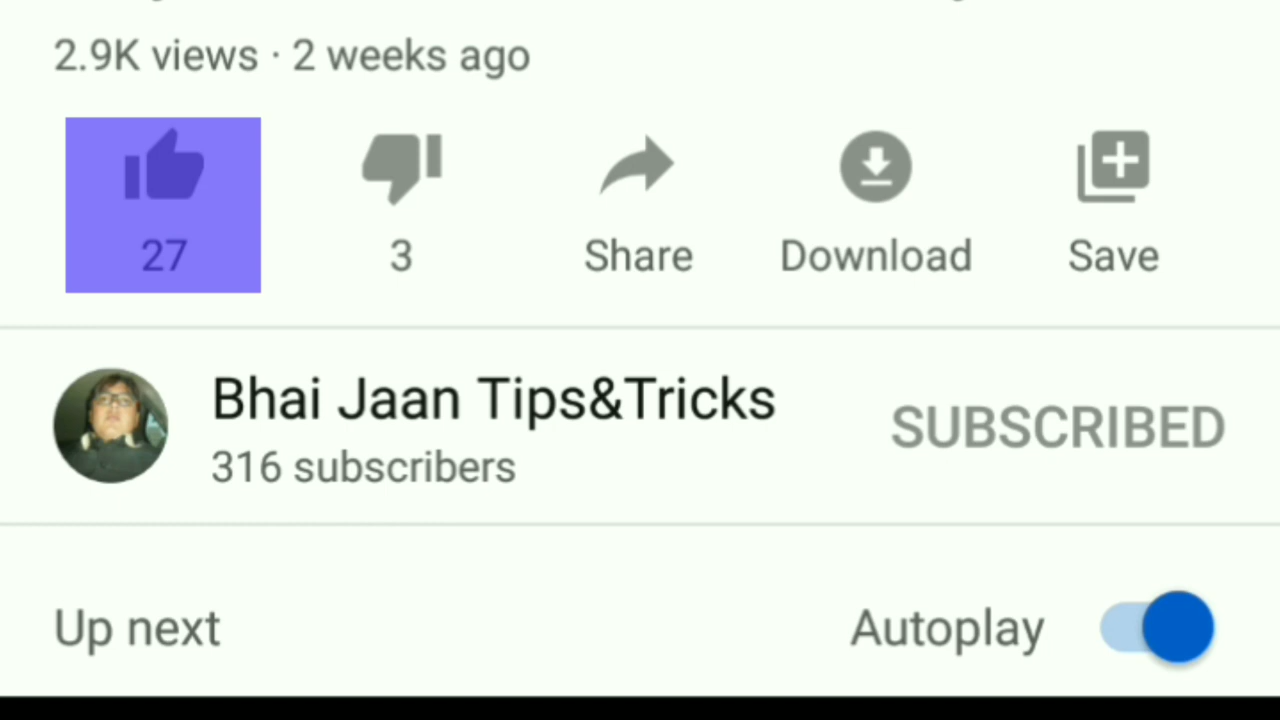 2.9K views · 2 weeks ago
27
3
Share
Download
Save
Bhai Jaan Tips&Tricks
SUBSCRIBED
316 subscribers
Up next
Autoplay